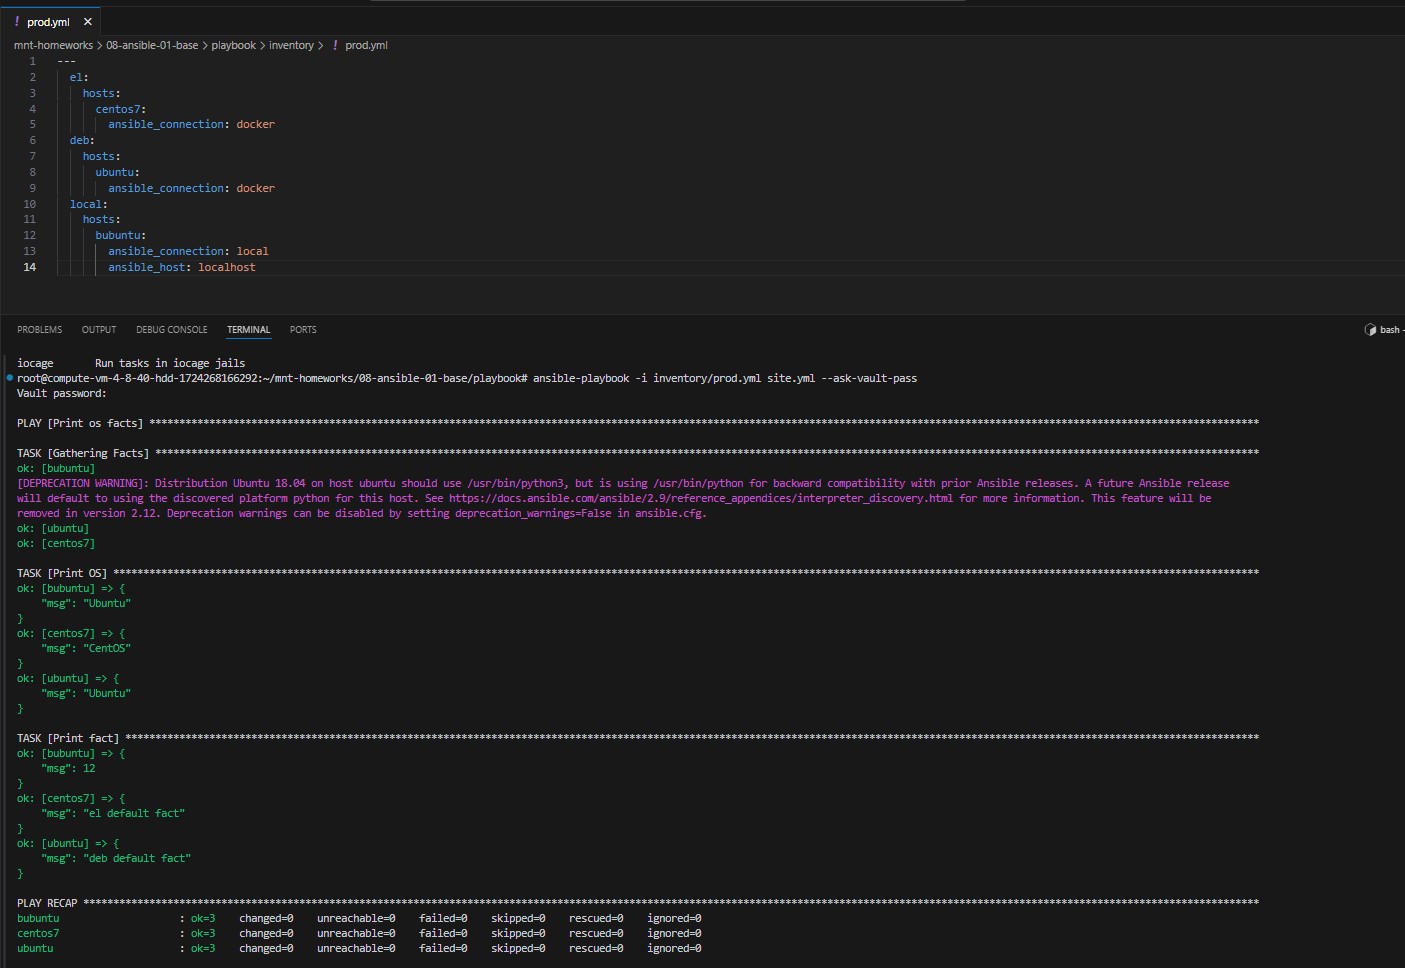 ! prod.yml ×
mnt-homeworks > 08-ansible-01-base > playbook > inventory > ! prod.yml
1 ---
2 el:
3 hosts:
4 centos7:
5 ansible_connection: docker
6 deb:
7 hosts:
8 ubuntu:
9 ansible_connection: docker
10 local:
11 hosts:
12 bubuntu:
13 ansible_connection: local
14 ansible_host: localhost
PROBLEMS OUTPUT DEBUG CONSOLE TERMINAL PORTS
bash -
iocage Run tasks in iocage jails
root@compute-vm-4-8-40-hdd-1724268166292:~/mnt-homeworks/08-ansible-01-base/playbook# ansible-playbook -i inventory/prod.yml site.yml --ask-vault-pass
Vault password:
PLAY [Print os facts] ********************************************************************************************************************************************************************************
TASK [Gathering Facts] *******************************************************************************************************************************************************************************
ok: [bubuntu]
[DEPRECATION WARNING]: Distribution Ubuntu 18.04 on host ubuntu should use /usr/bin/python3, but is using /usr/bin/python for backward compatibility with prior Ansible releases. A future Ansible release
will default to using the discovered platform python for this host. See https://docs.ansible.com/ansible/2.9/reference_appendices/interpreter_discovery.html for more information. This feature will be
removed in version 2.12. Deprecation warnings can be disabled by setting deprecation_warnings=False in ansible.cfg.
ok: [ubuntu]
ok: [centos7]
TASK [Print OS] **************************************************************************************************************************************************************************************
ok: [bubuntu] => {
"msg": "Ubuntu"
}
ok: [centos7] => {
"msg": "CentOS"
}
ok: [ubuntu] => {
"msg": "Ubuntu"
}
TASK [Print fact] ************************************************************************************************************************************************************************************
ok: [bubuntu] => {
"msg": 12
}
ok: [centos7] => {
"msg": "el default fact"
}
ok: [ubuntu] => {
"msg": "deb default fact"
}
PLAY RECAP *******************************************************************************************************************************************************************************************
bubuntu : ok=3 changed=0 unreachable=0 failed=0 skipped=0 rescued=0 ignored=0
centos7 : ok=3 changed=0 unreachable=0 failed=0 skipped=0 rescued=0 ignored=0
ubuntu : ok=3 changed=0 unreachable=0 failed=0 skipped=0 rescued=0 ignored=0